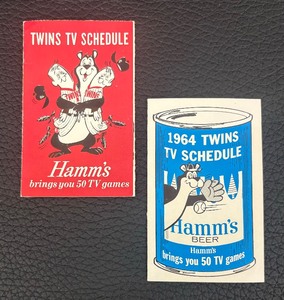 TWINS TV SCHEDULE
TWINS
Hamm's
brings you 50 TV games
1964 TWINS
TV SCHEDULE
Hamm's
BEER
Hamm's
brings you 50 TV games